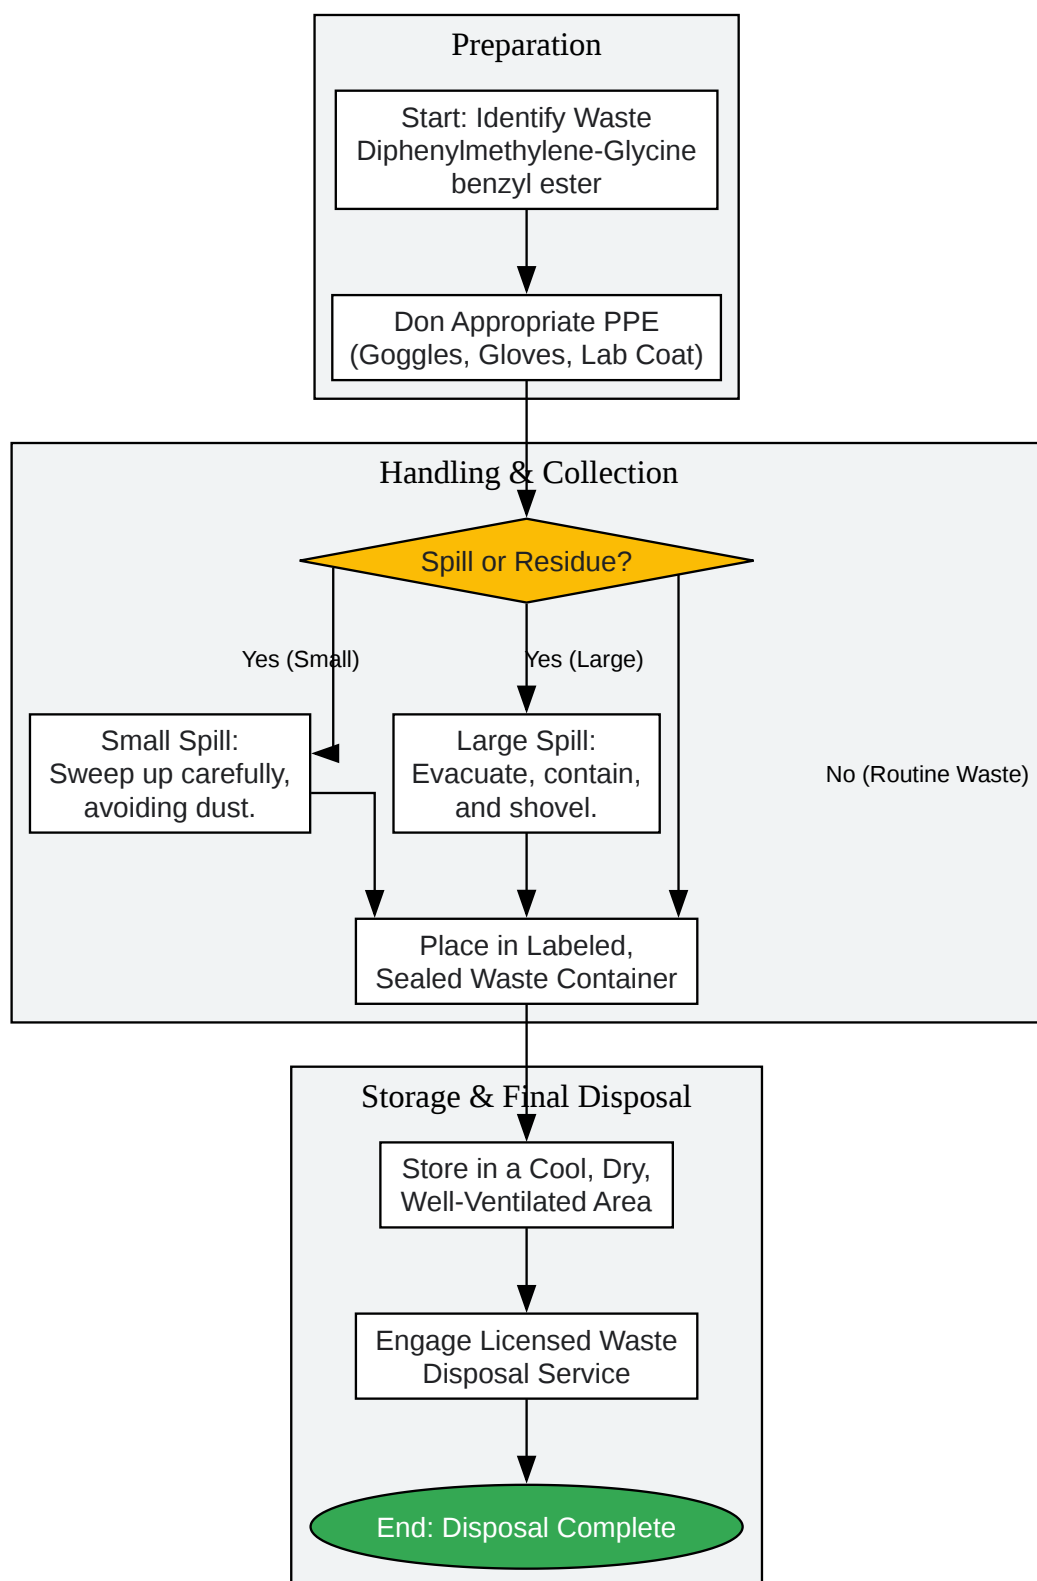 Preparation
Start: Identify Waste
Diphenylmethylene-Glycine
benzyl ester
Don Appropriate PPE
(Goggles, Gloves, Lab Coat)
Handling & Collection
Spill or Residue?
Yes (Small)
Yes (Large)
No (Routine Waste)
Small Spill:
Sweep up carefully,
avoiding dust.
Large Spill:
Evacuate, contain,
and shovel.
Place in Labeled,
Sealed Waste Container
Storage & Final Disposal
Store in a Cool, Dry,
Well-Ventilated Area
Engage Licensed Waste
Disposal Service
End: Disposal Complete